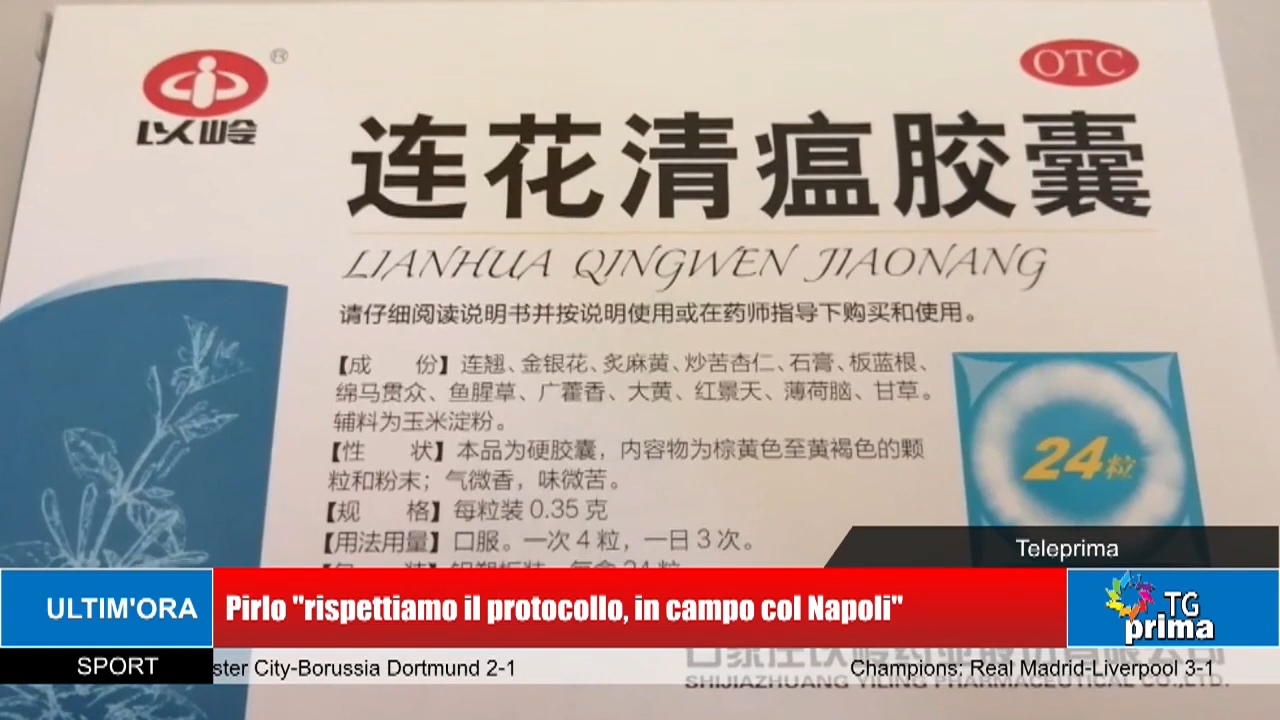 以岭
®
OTC
连花清瘟胶囊
LIANHUA QINGWEN JIAONANG
请仔细阅读说明书并按说明使用或在药师指导下购买和使用。
【成 份】连翘、金银花、炙麻黄、炒苦杏仁、石膏、板蓝根、
绵马贯众、鱼腥草、广藿香、大黄、红景天、薄荷脑、甘草。
辅料为玉米淀粉。
【性 状】本品为硬胶囊，内容物为棕黄色至黄褐色的颗
粒和粉末；气微香，味微苦。
【规 格】每粒装 0.35 克
【用法用量】口服。一次 4 粒，一日 3 次。
24粒
Teleprima
ULTIM'ORA
Pirlo "rispettiamo il protocollo, in campo col Napoli"
TG
prima
SPORT
ster City-Borussia Dortmund 2-1
Champions: Real Madrid-Liverpool 3-1
SHIJIAZHUANG YILING PHARMACEUTICAL CO.,LTD.